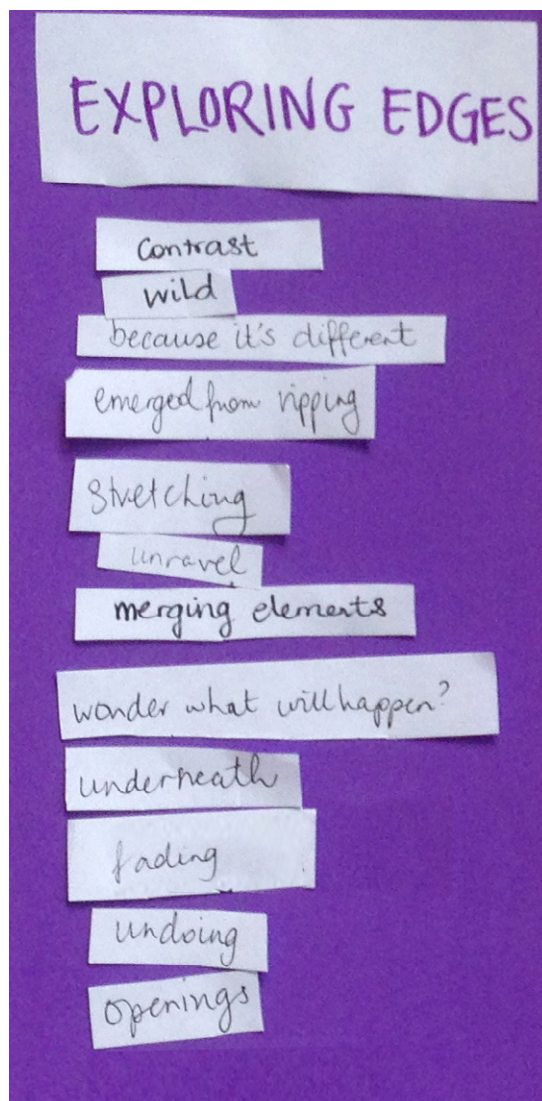 EXPLORING EDGES
contrast
wild
because it's different
emerged from ripping
stretching
unravel
merging elements
wonder what will happen?
underneath
fading
undoing
openings